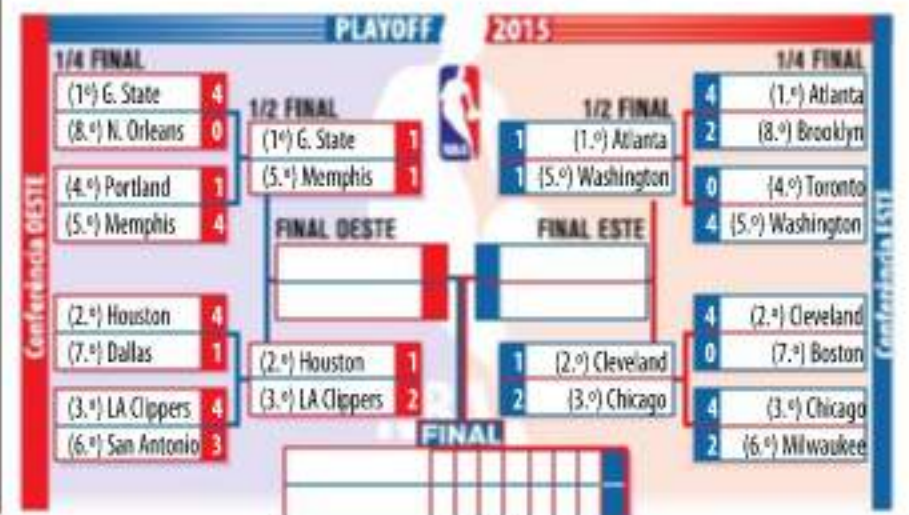 PLAYOFF 2015
Conferência OESTE
1/4 FINAL
(1º) G. State 4
(8.º) N. Orleans 0
(4.º) Portland 1
(5.º) Memphis 4
(2.º) Houston 4
(7.º) Dallas 1
(3.º) LA Clippers 4
(6.º) San Antonio 3
1/2 FINAL
(1º) G. State 1
(5.º) Memphis 1
(2.º) Houston 1
(3.º) LA Clippers 2
FINAL OESTE
FINAL ESTE
1/2 FINAL
1 (1.º) Atlanta
1 (5.º) Washington
1 (2.º) Cleveland
2 (3.º) Chicago
1/4 FINAL
4 (1.º) Atlanta
2 (8.º) Brooklyn
0 (4.º) Toronto
4 (5.º) Washington
4 (2.ª) Cleveland
0 (7.º) Boston
4 (3.º) Chicago
2 (6.º) Milwaukee
Conferência ESTE
FINAL